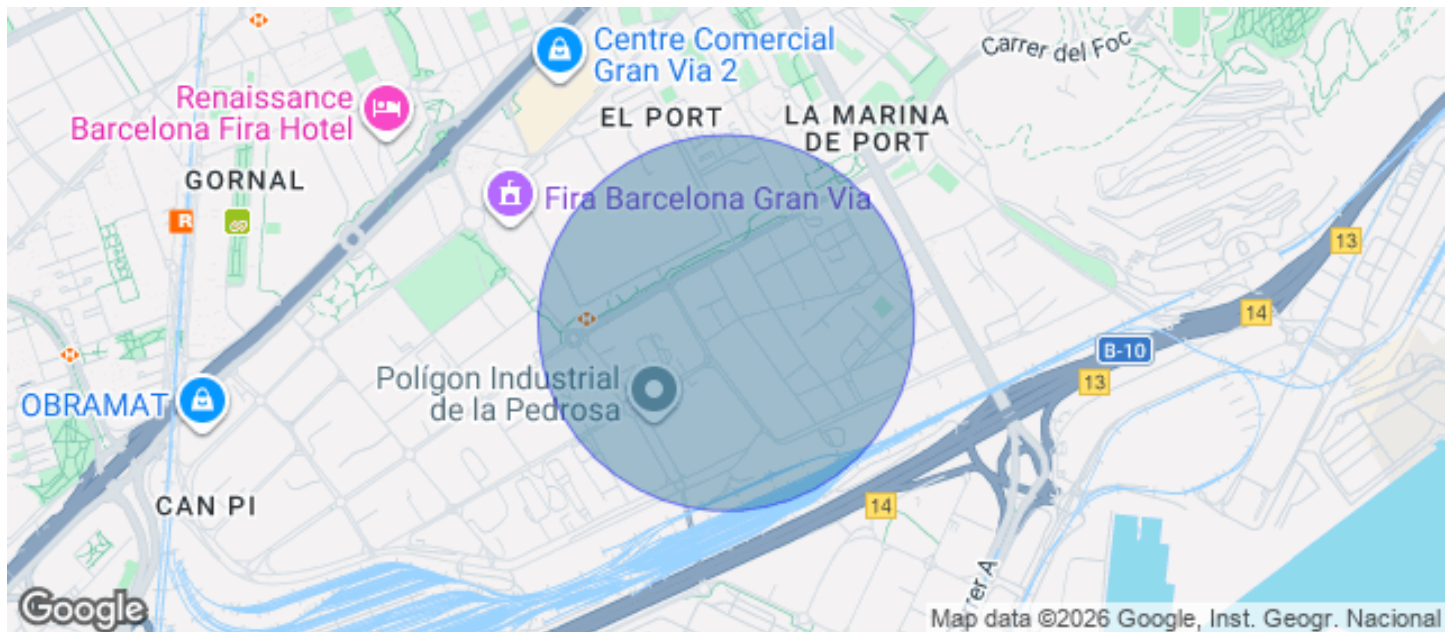 Centre Comercial
Gran Via 2
Carrer del Foc
Renaissance
Barcelona Fira Hotel
EL PORT
LA MARINA
DE PORT
GORNAL
R
Fira Barcelona Gran Via
13
14
B-10
13
Polígon Industrial
de la Pedrosa
OBRAMAT
CAN PI
14
rer A
Google
Map data ©2026 Google, Inst. Geogr. Nacional